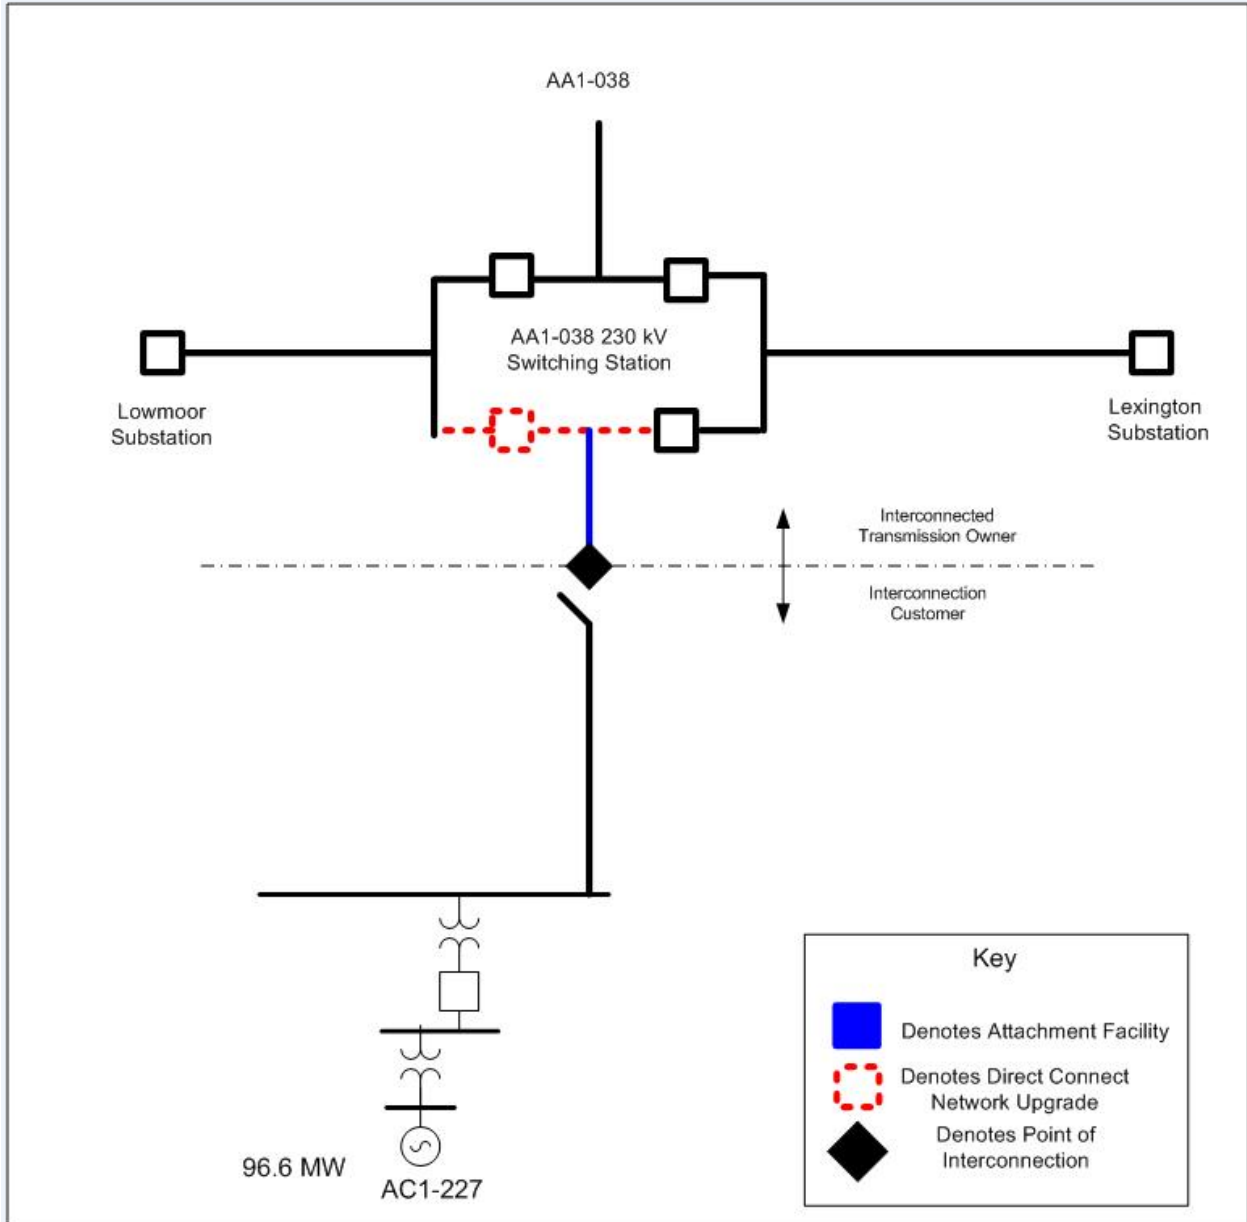 AA1-038
AA1-038 230 kV
Switching Station
Lowmoor
Substation
Lexington
Substation
Interconnected
Transmission Owner
Interconnection
Customer
96.6 MW
AC1-227
Key
Denotes Attachment Facility
Denotes Direct Connect
Network Upgrade
Denotes Point of
Interconnection